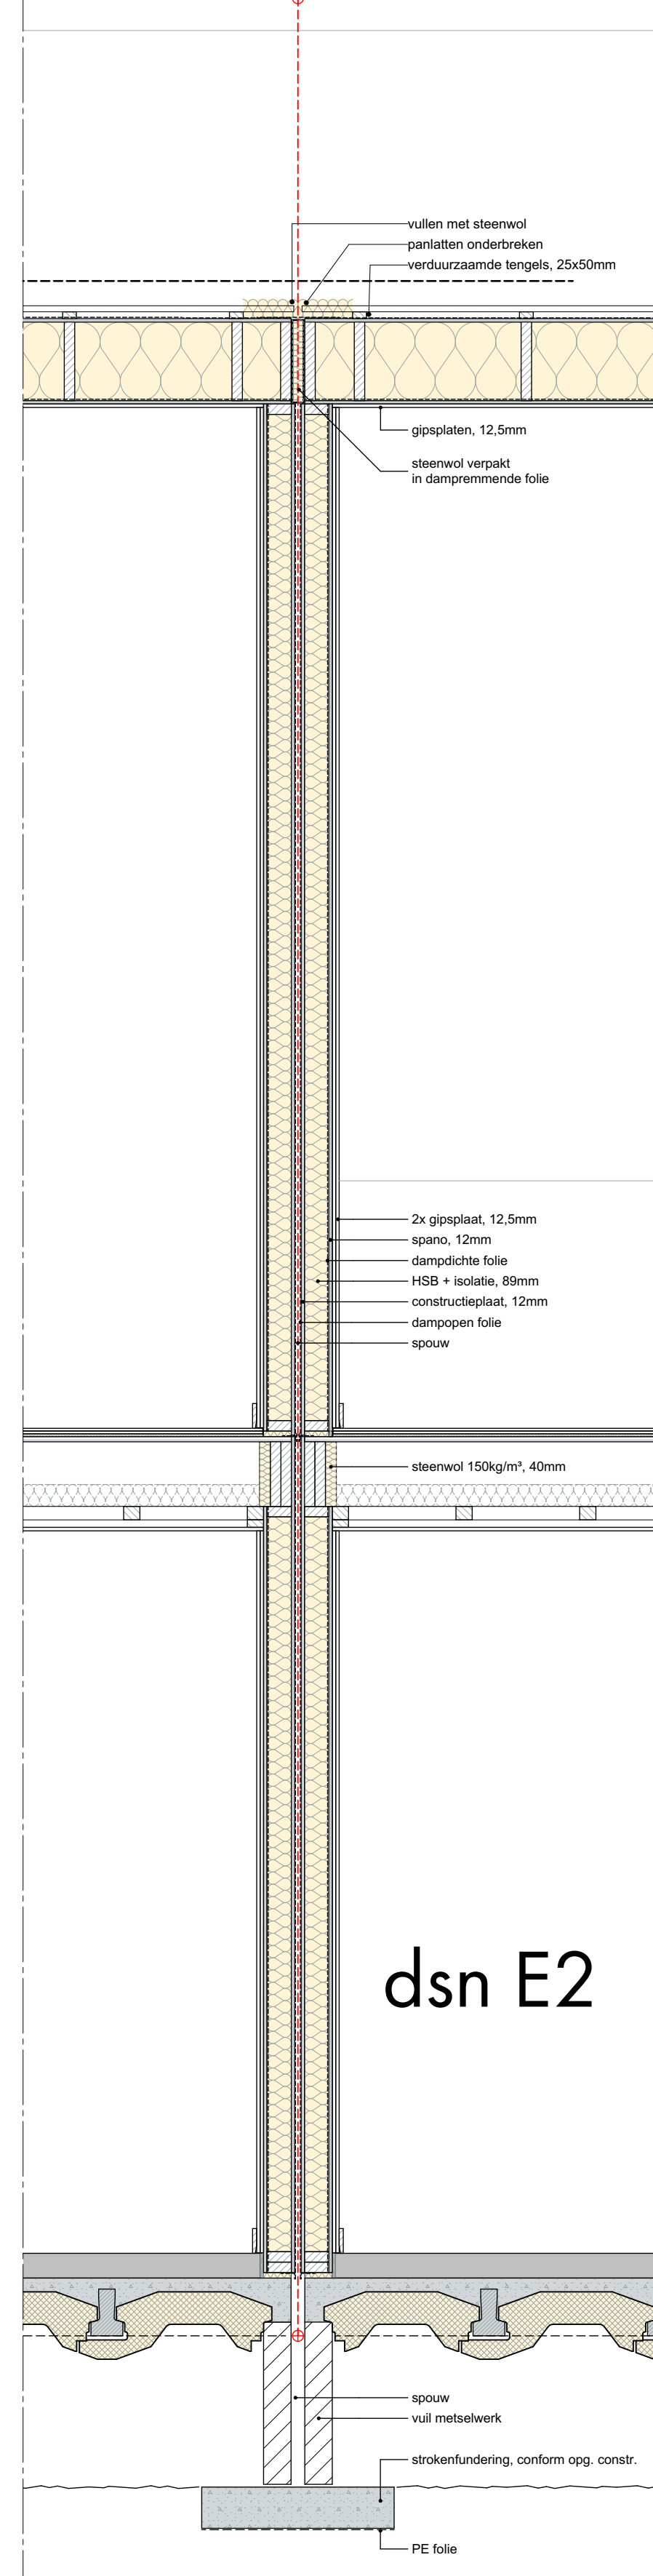 vullen met steenwol
panlatten onderbreken
verduurzaamde tengels, 25x50mm
gipsplaten, 12,5mm
steenwol verpakt
in dampremmende folie
2x gipsplaat, 12,5mm
spano, 12mm
dampdichte folie
HSB + isolatie, 89mm
constructieplaat, 12mm
dampopen folie
spouw
steenwol 150kg/m³, 40mm
dsn E2
spouw
vuil metselwerk
strokenfundering, conform opg. constr.
PE folie